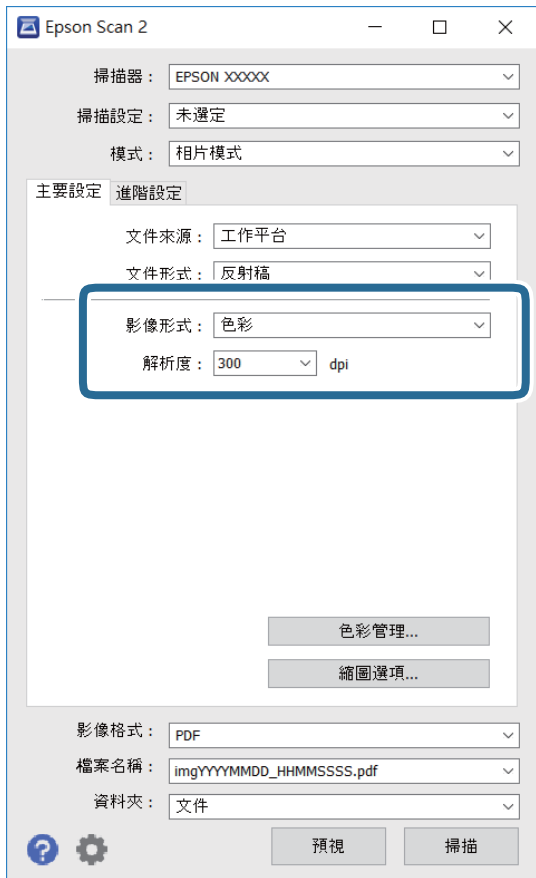 Epson Scan 2
掃描器： EPSON XXXXX
掃描設定： 未選定
模式： 相片模式
主要設定 進階設定
文件來源： 工作平台
文件形式： 反射稿
影像形式： 色彩
解析度： 300 dpi
色彩管理...
縮圖選項...
影像格式： PDF
檔案名稱： imgYYYYMMDD_HHMMSSSS.pdf
資料夾： 文件
預視 掃描